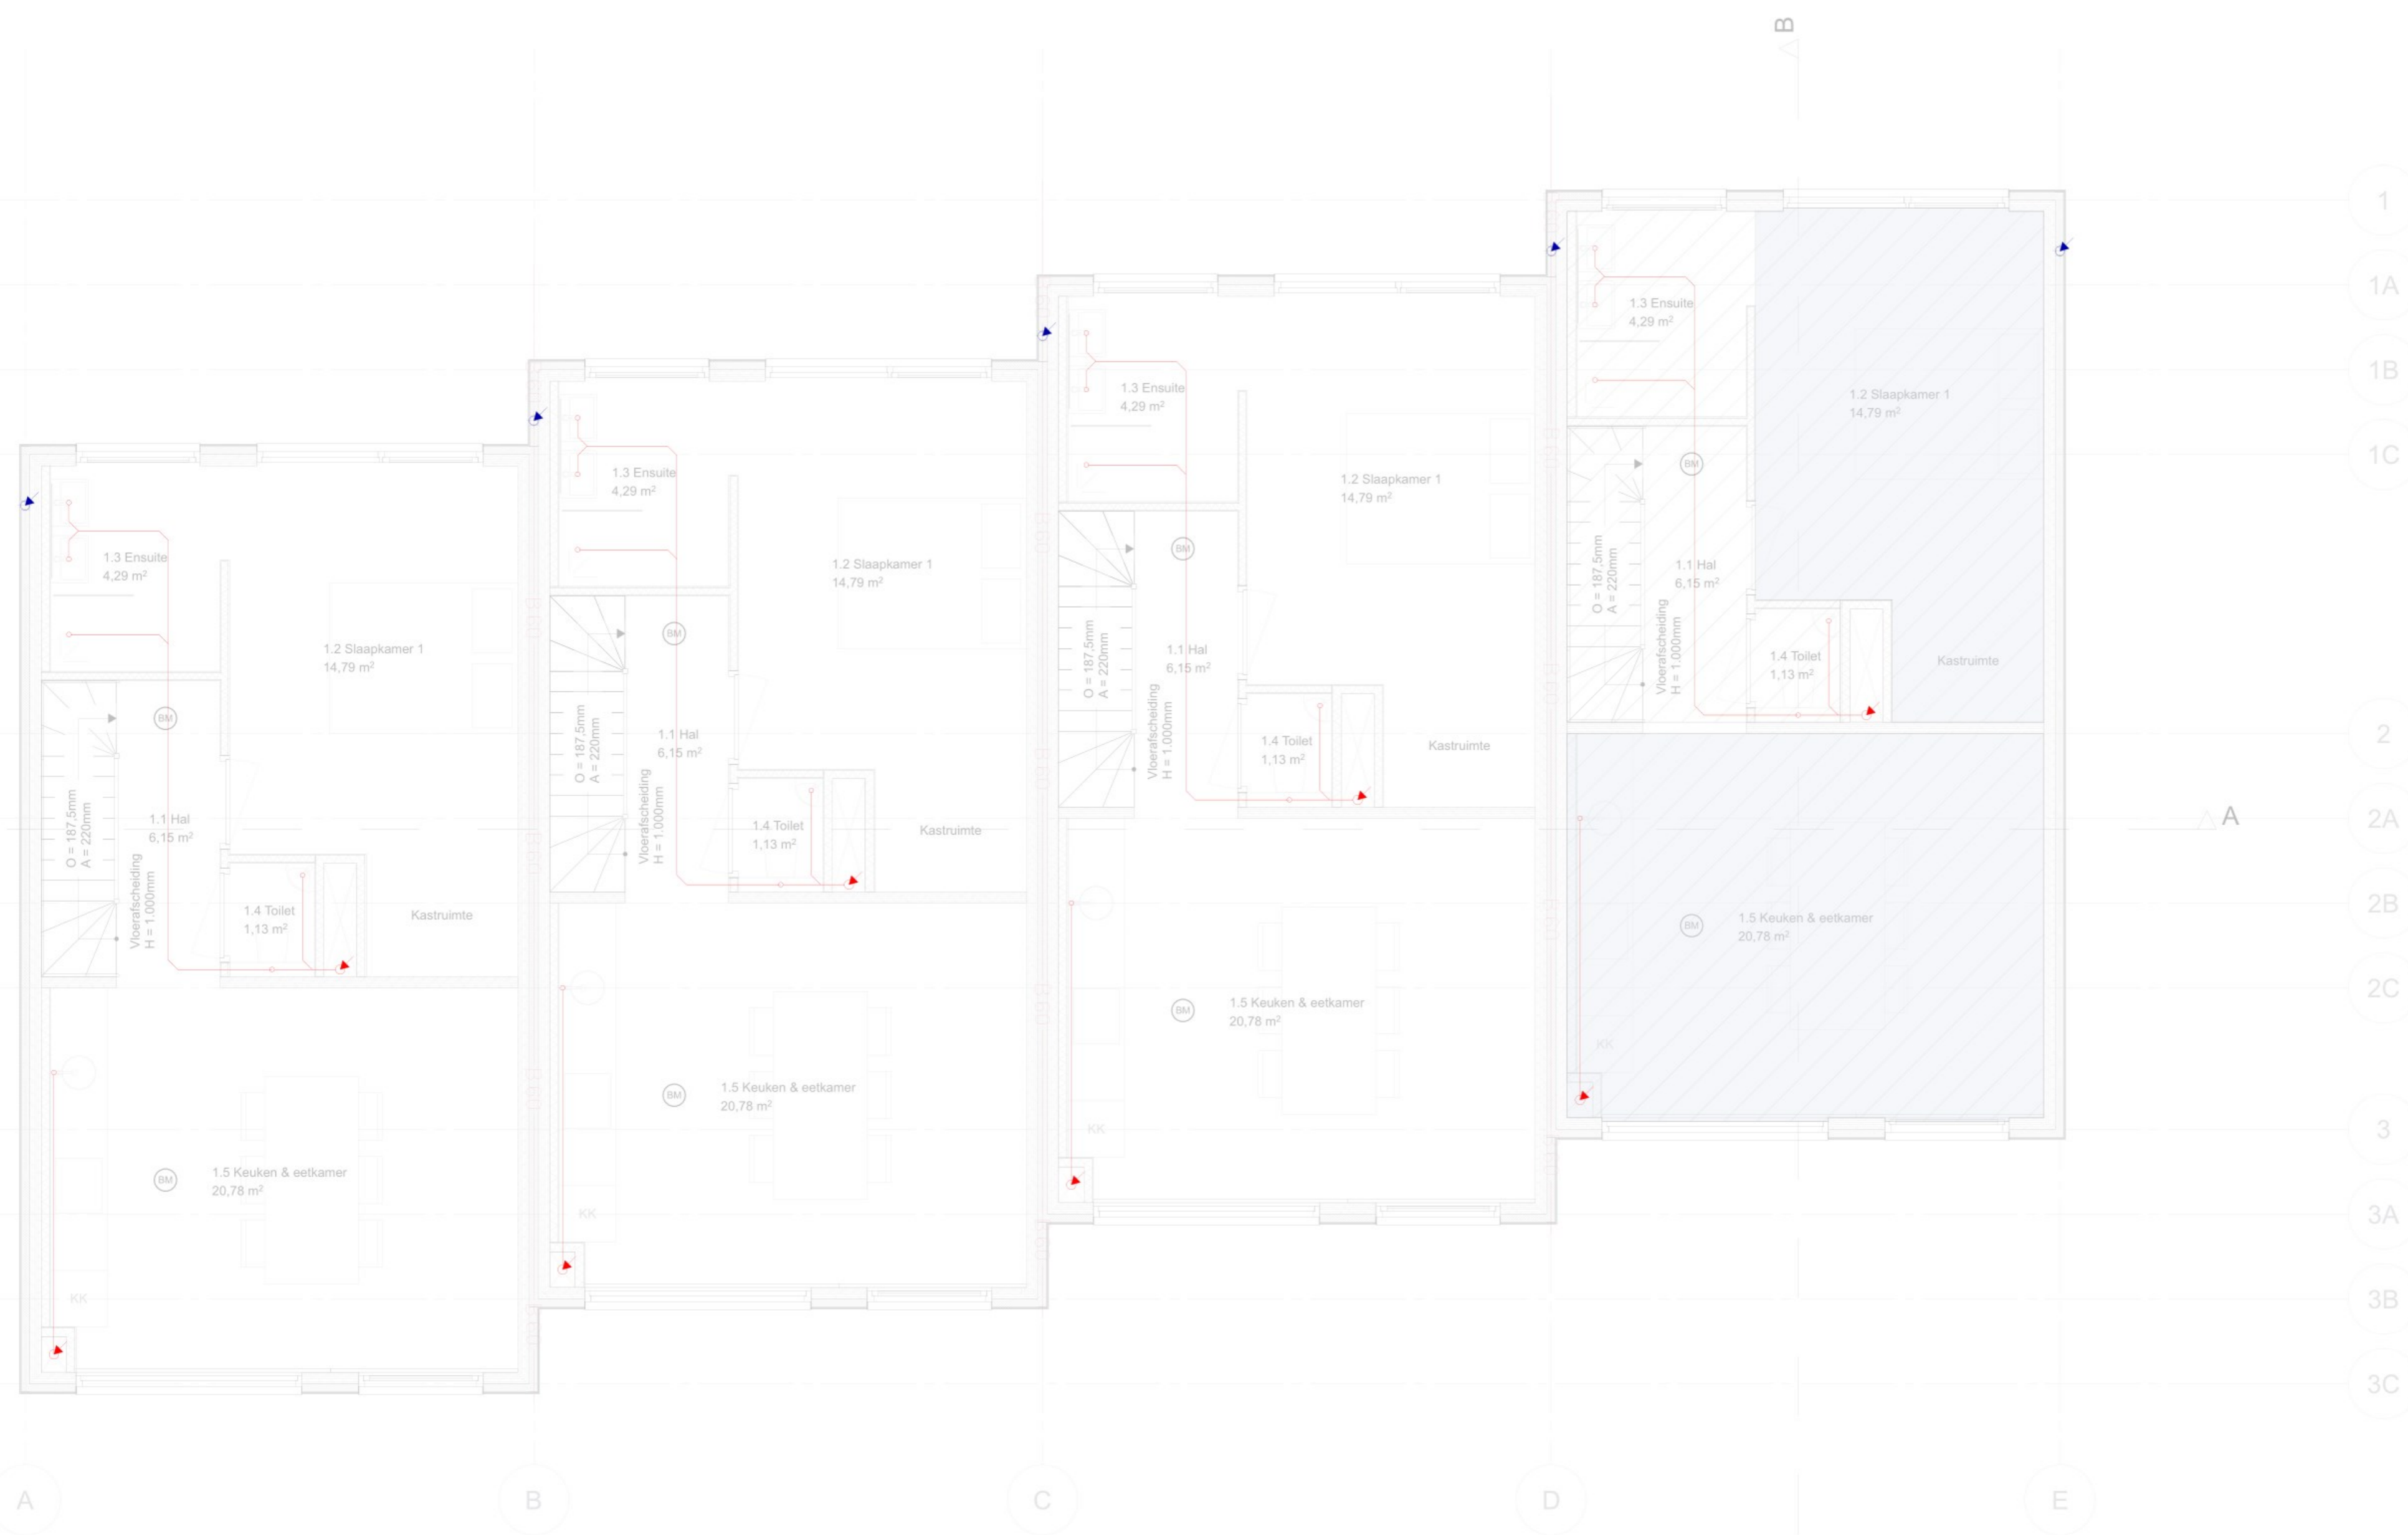 B
1
1A
1B
1C
2
2A
2B
2C
3
3A
3B
3C
A
1.3 Ensuite
4,29 m²
1.2 Slaapkamer 1
14,79 m²
BM
O = 187,5mm
A = 220mm
1.1 Hal
6,15 m²
Vloerafscheiding
H = 1.000mm
1.4 Toilet
1,13 m²
Kastruimte
BM
1.5 Keuken & eetkamer
20,78 m²
KK
1.3 Ensuite
4,29 m²
1.2 Slaapkamer 1
14,79 m²
BM
O = 187,5mm
A = 220mm
1.1 Hal
6,15 m²
Vloerafscheiding
H = 1.000mm
1.4 Toilet
1,13 m²
Kastruimte
BM
1.5 Keuken & eetkamer
20,78 m²
KK
1.3 Ensuite
4,29 m²
1.2 Slaapkamer 1
14,79 m²
BM
O = 187,5mm
A = 220mm
1.1 Hal
6,15 m²
Vloerafscheiding
H = 1.000mm
1.4 Toilet
1,13 m²
Kastruimte
BM
1.5 Keuken & eetkamer
20,78 m²
KK
1.3 Ensuite
4,29 m²
1.2 Slaapkamer 1
14,79 m²
BM
O = 187,5mm
A = 220mm
1.1 Hal
6,15 m²
Vloerafscheiding
H = 1.000mm
1.4 Toilet
1,13 m²
Kastruimte
BM
1.5 Keuken & eetkamer
20,78 m²
KK
A
B
C
D
E